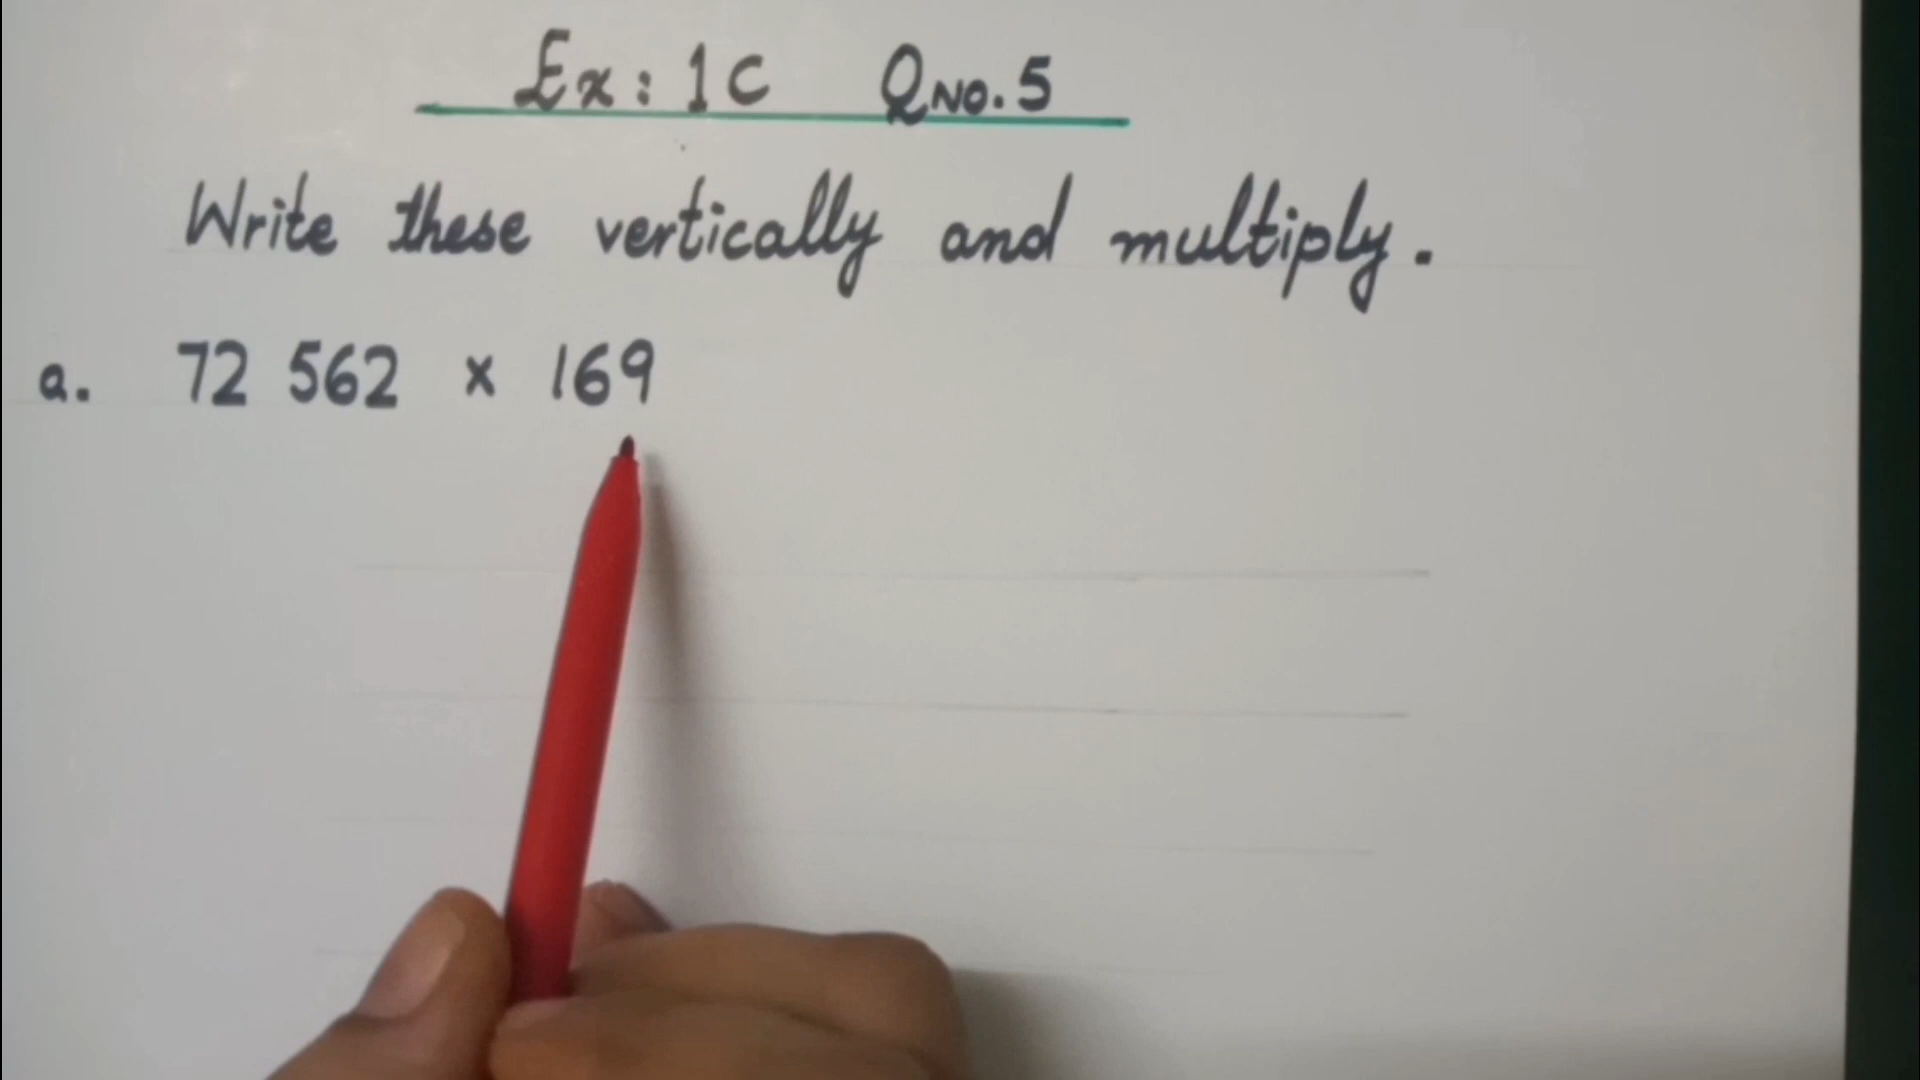 Ex: 1C QNO.5
Write these vertically and multiply.
a. 72 562 x 169